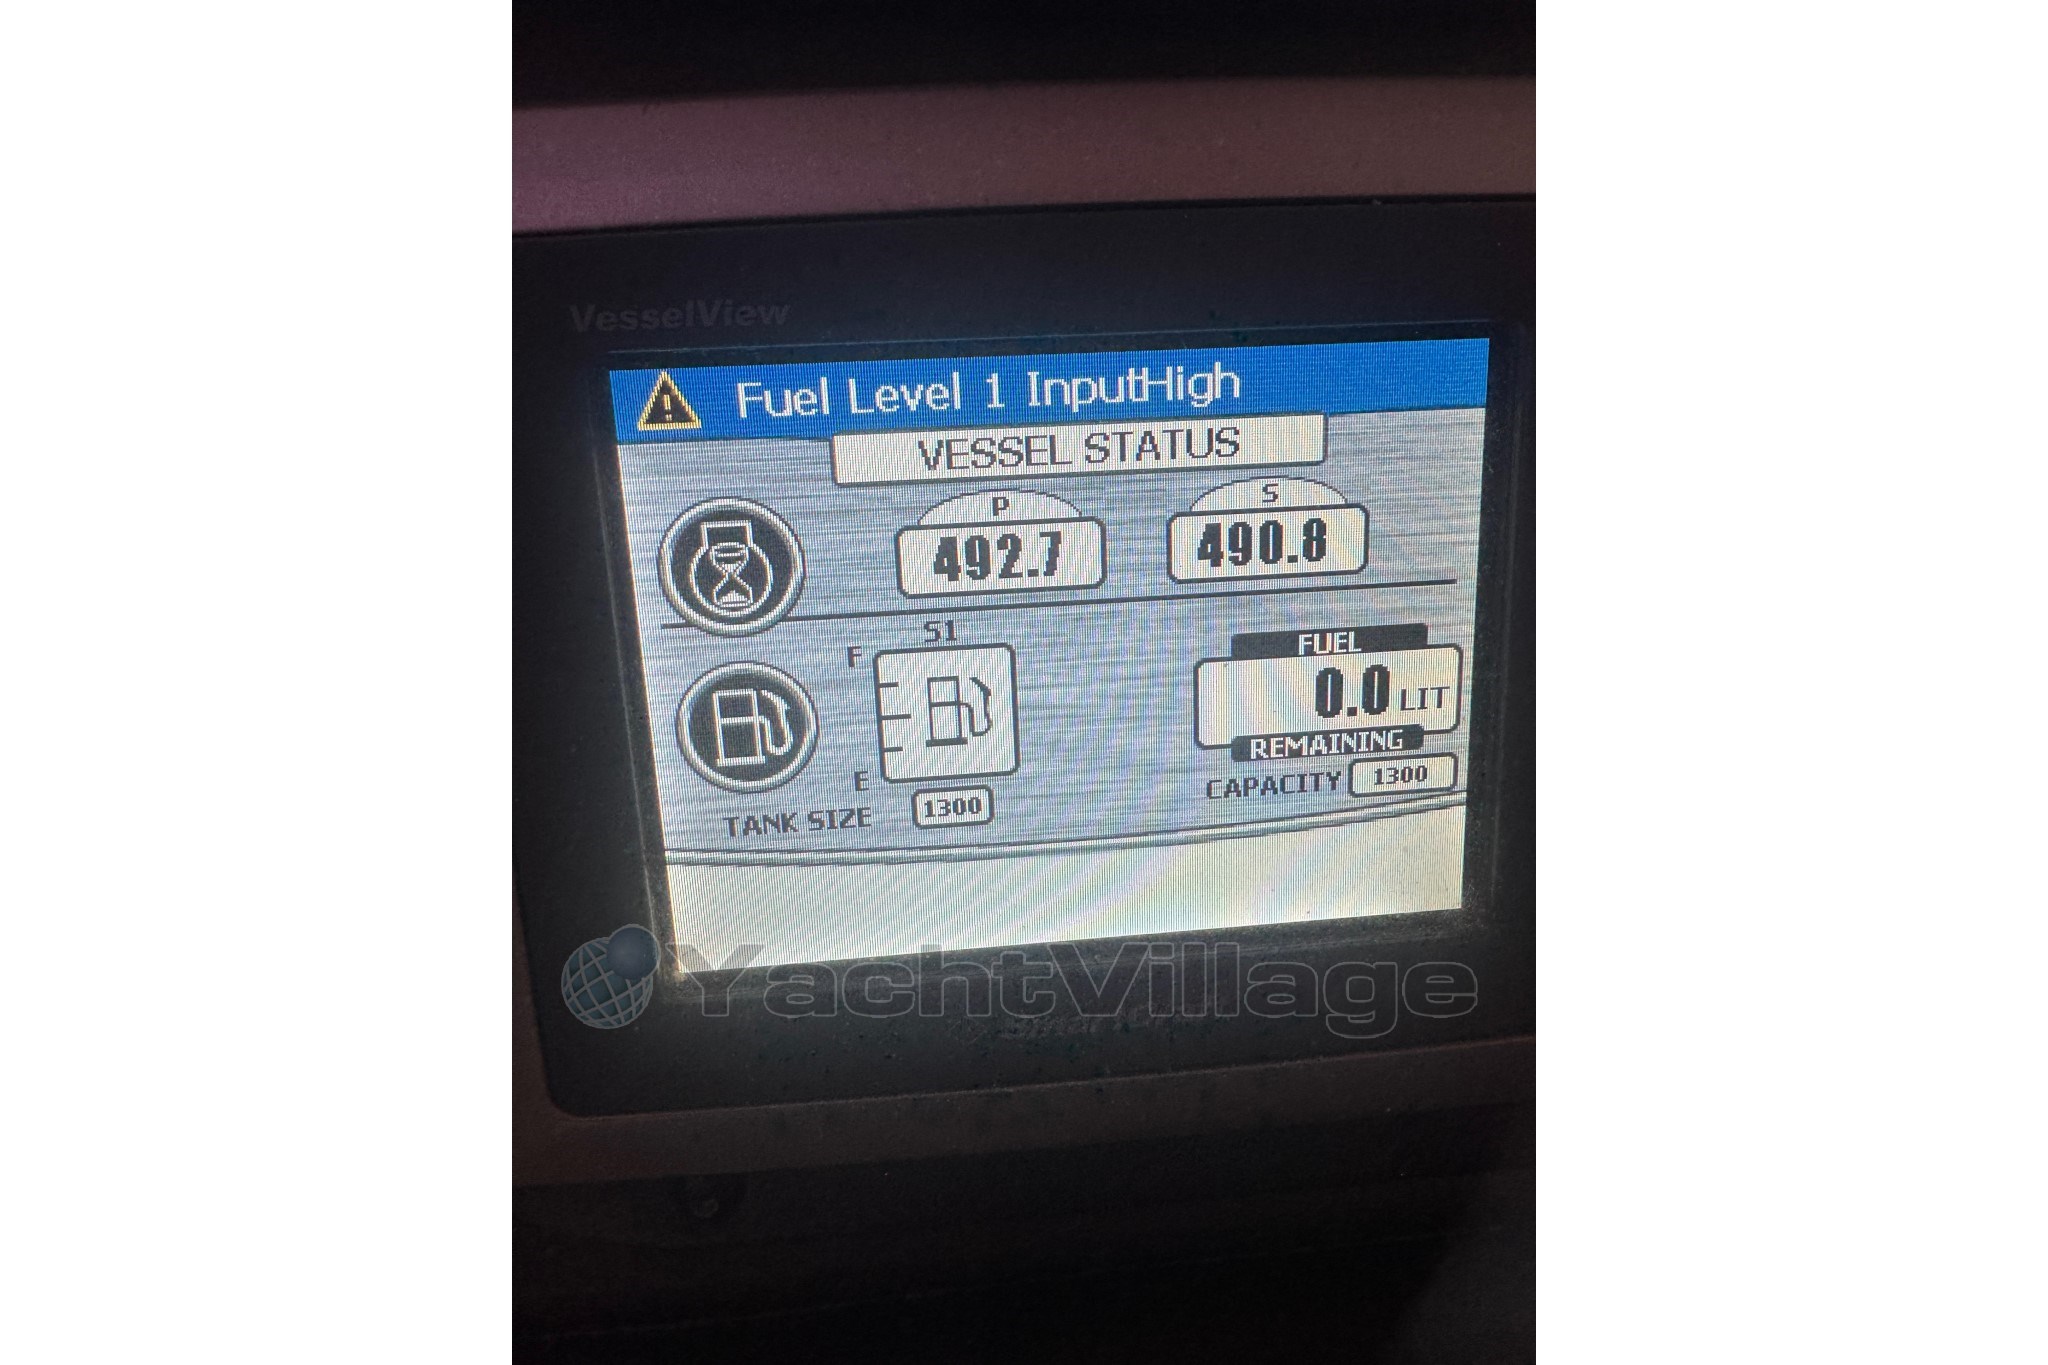 VesselView
Fuel Level 1 InputHigh
VESSEL STATUS
P
S
492.7
490.8
S1
F
E
TANK SIZE 1300
FUEL
0.0 LIT
REMAINING
CAPACITY 1300
YachtVillage